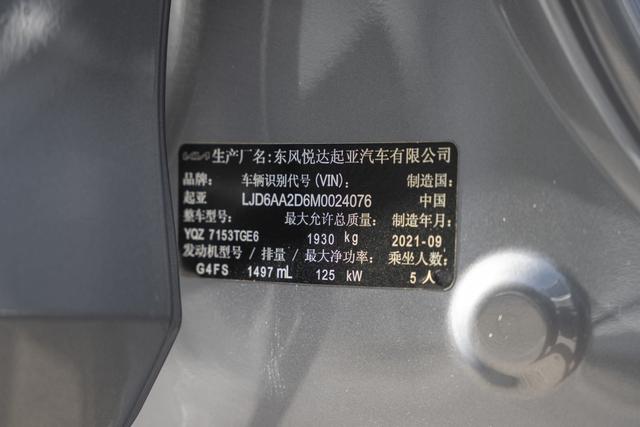 KIA 生产厂名:东风悦达起亚汽车有限公司
品牌: 车辆识别代号(VIN): 制造国:
起亚 LJD6AA2D6M0024076 中国
整车型号: 最大允许总质量: 制造年月:
YQZ 7153TGE6 1930 kg 2021-09
发动机型号 / 排量 / 最大净功率: 乘坐人数:
G4FS 1497 mL 125 kW 5 人